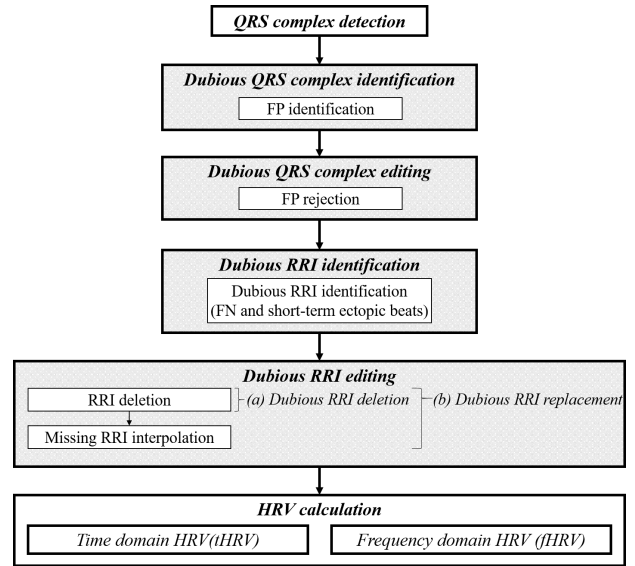 QRS complex detection
Dubious QRS complex identification
FP identification
Dubious QRS complex editing
FP rejection
Dubious RRI identification
Dubious RRI identification
(FN and short-term ectopic beats)
Dubious RRI editing
RRI deletion
(a) Dubious RRI deletion
(b) Dubious RRI replacement
Missing RRI interpolation
HRV calculation
Time domain HRV(tHRV)
Frequency domain HRV (fHRV)